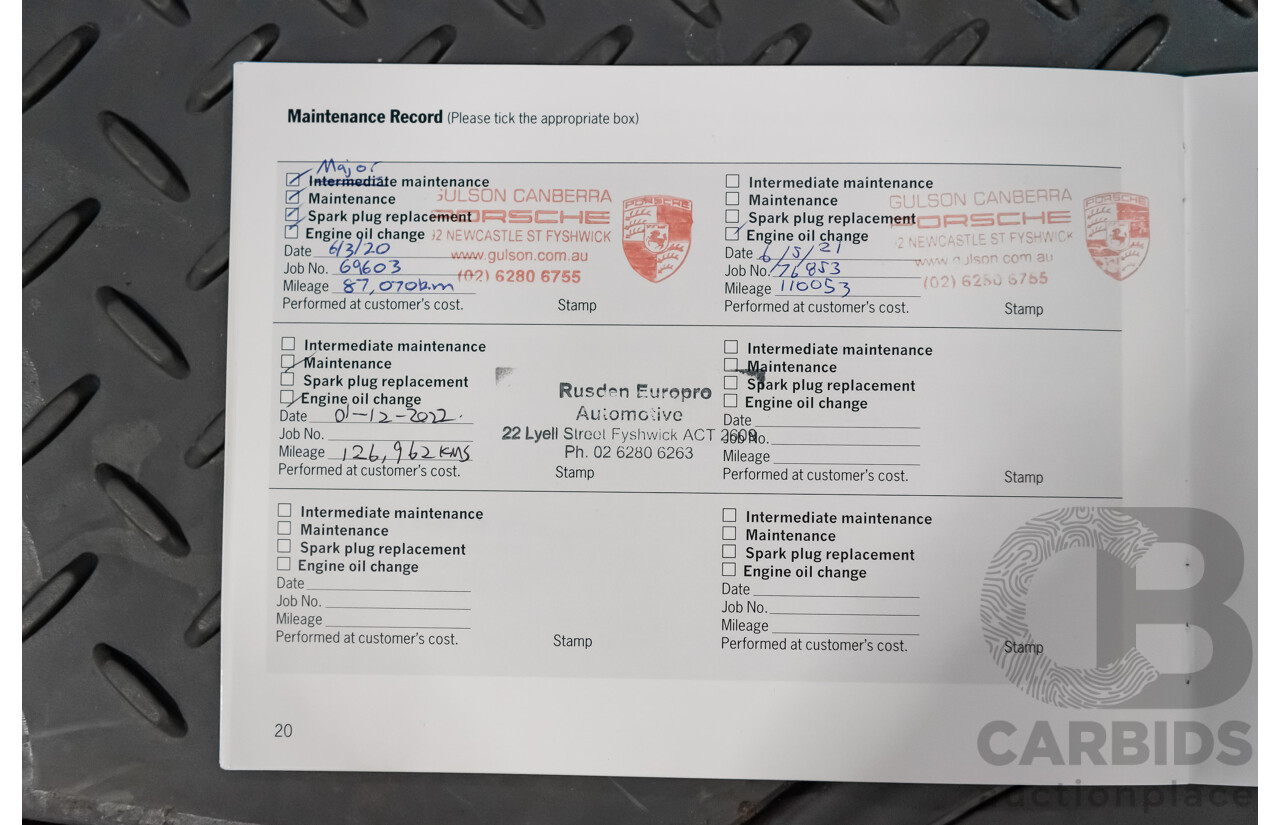 Maintenance Record (Please tick the appropriate box)
Major
Intermediate maintenance
Maintenance
Spark plug replacement
Engine oil change
Date 6/3/20
Job No. 69603
Mileage 87,070km
Performed at customer's cost.
Stamp
GULSON CANBERRA
PORSCHE
NEWCASTLE ST FYSHWICK
www.gulson.com.au
(02) 6280 6755
PORSCHE
Intermediate maintenance
Maintenance
Spark plug replacement
Engine oil change
Date 6/5/21
Job No. 76853
Mileage 110053
Performed at customer's cost.
Stamp
GULSON CANBERRA
PORSCHE
NEWCASTLE ST FYSHWICK
www.gulson.com.au
(02) 6280 6755
PORSCHE
Intermediate maintenance
Maintenance
Spark plug replacement
Engine oil change
Date 01-12-2022.
Job No.
Mileage 126,962 KMS
Performed at customer's cost.
Stamp
Rusden Europro
Automotive
22 Lyell Street Fyshwick ACT 2609
Ph. 02 6280 6263
Intermediate maintenance
Maintenance
Spark plug replacement
Engine oil change
Date
Job No.
Mileage
Performed at customer's cost.
Stamp
Intermediate maintenance
Maintenance
Spark plug replacement
Engine oil change
Date
Job No.
Mileage
Performed at customer's cost.
Stamp
Intermediate maintenance
Maintenance
Spark plug replacement
Engine oil change
Date
Job No.
Mileage
Performed at customer's cost.
Stamp
20
CB
CARBIDS
auctionplace